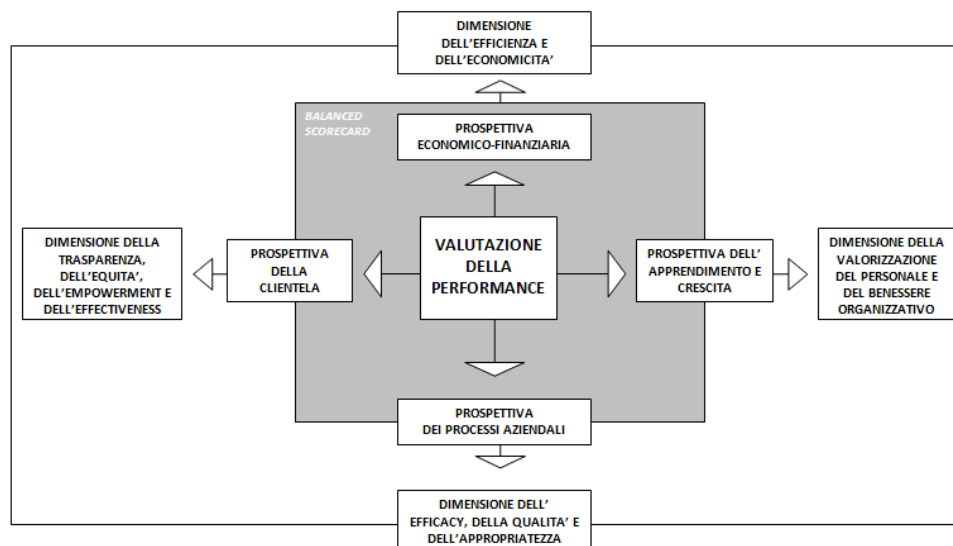 DIMENSIONE
DELL'EFFICIENZA E
DELL'ECONOMICITA'
BALANCED
SCORECARD
PROSPETTIVA
ECONOMICO-FINANZIARIA
DIMENSIONE DELLA
TRASPARENZA,
DELL'EQUITA',
DELL'EMPOWERMENT E
DELL'EFFECTIVENESS
PROSPETTIVA
DELLA
CLIENTELA
VALUTAZIONE
DELLA
PERFORMANCE
PROSPETTIVA DELL'
APPRENDIMENTO E
CRESCITA
DIMENSIONE DELLA
VALORIZZAZIONE
DEL PERSONALE E
DEL BENESSERE
ORGANIZZATIVO
PROSPETTIVA
DEI PROCESSI AZIENDALI
DIMENSIONE DELL'
EFFICACY, DELLA QUALITA' E
DELL'APPROPRIATEZZA